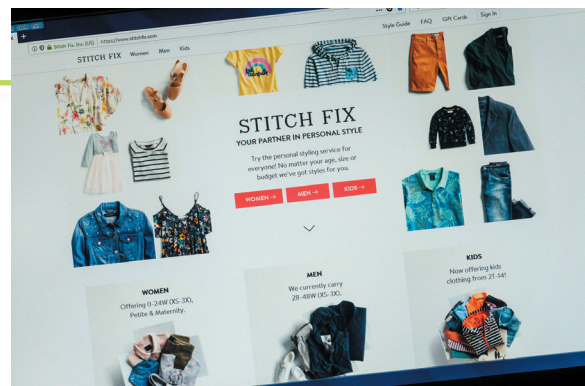 Stitch Fix, Inc. (US)
https://www.stitchfix.com
Style Guide FAQ Gift Cards Sign In
STITCH FIX Women Men Kids
STITCH FIX
YOUR PARTNER IN PERSONAL STYLE
Try the personal styling service for
everyone! No matter your age, size or
budget we've got styles for you.
WOMEN → MEN → KIDS →
WOMEN
Offering 0-24W (XS-3X),
Petite & Maternity.
MEN
We currently carry
28-48W (XS-3X).
KIDS
Now offering kids
clothing from 2T-14!